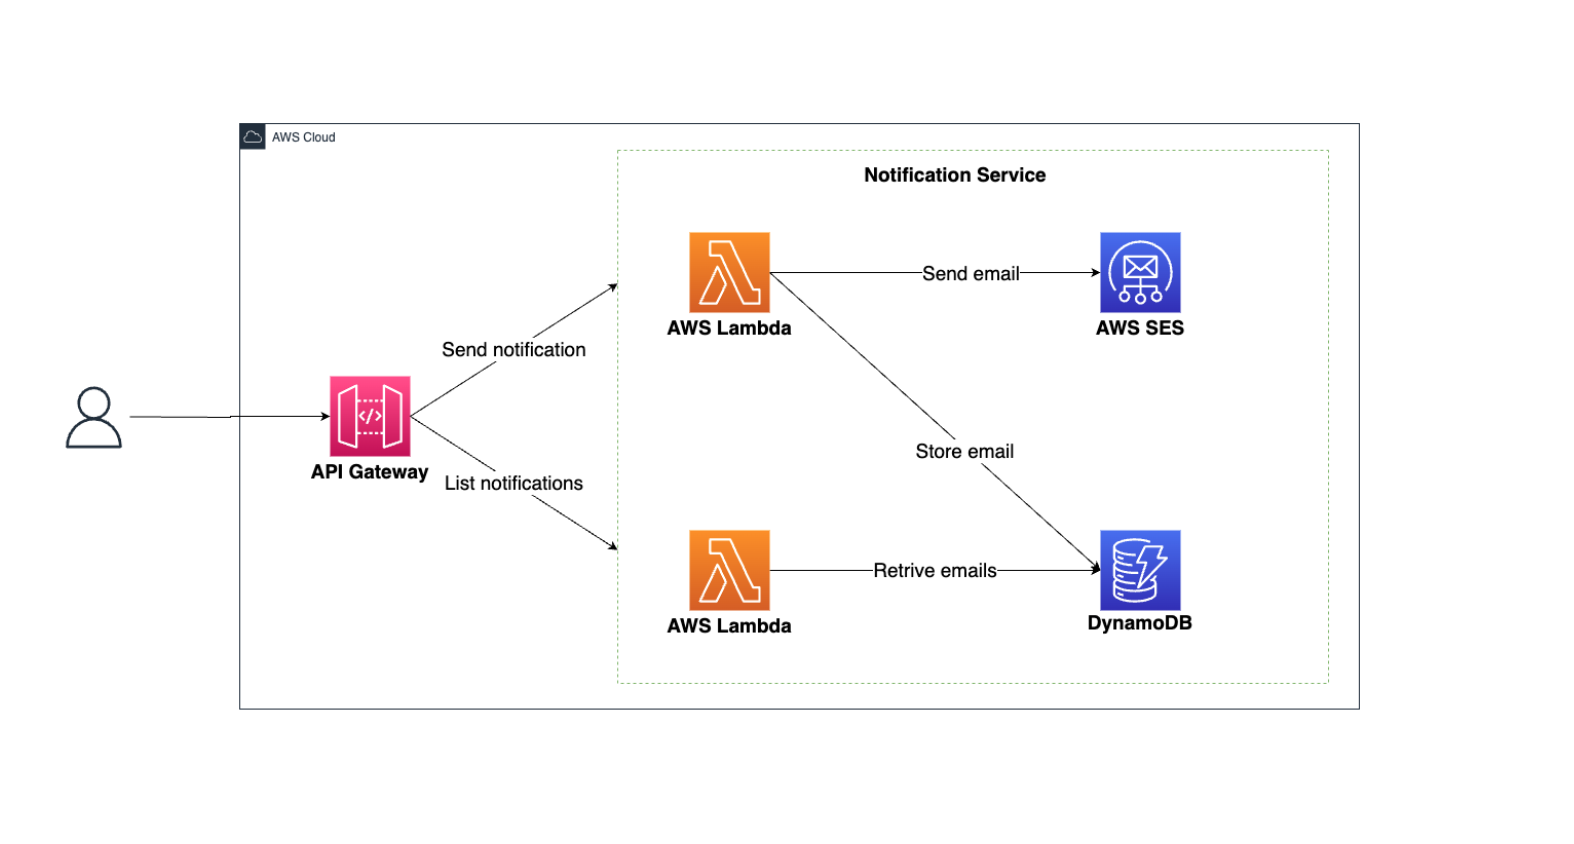 AWS Cloud
Notification Service
AWS Lambda
Send email
AWS SES
Send notification
</>
API Gateway
List notifications
Store email
AWS Lambda
Retrive emails
DynamoDB